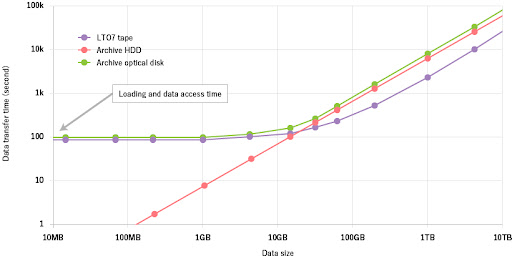 100k
10k
1k
100
10
1
Data transfer time (second)
LTO7 tape
Archive HDD
Archive optical disk
Loading and data access time
10MB 100MB 1GB 10GB 100GB 1TB 10TB
Data size